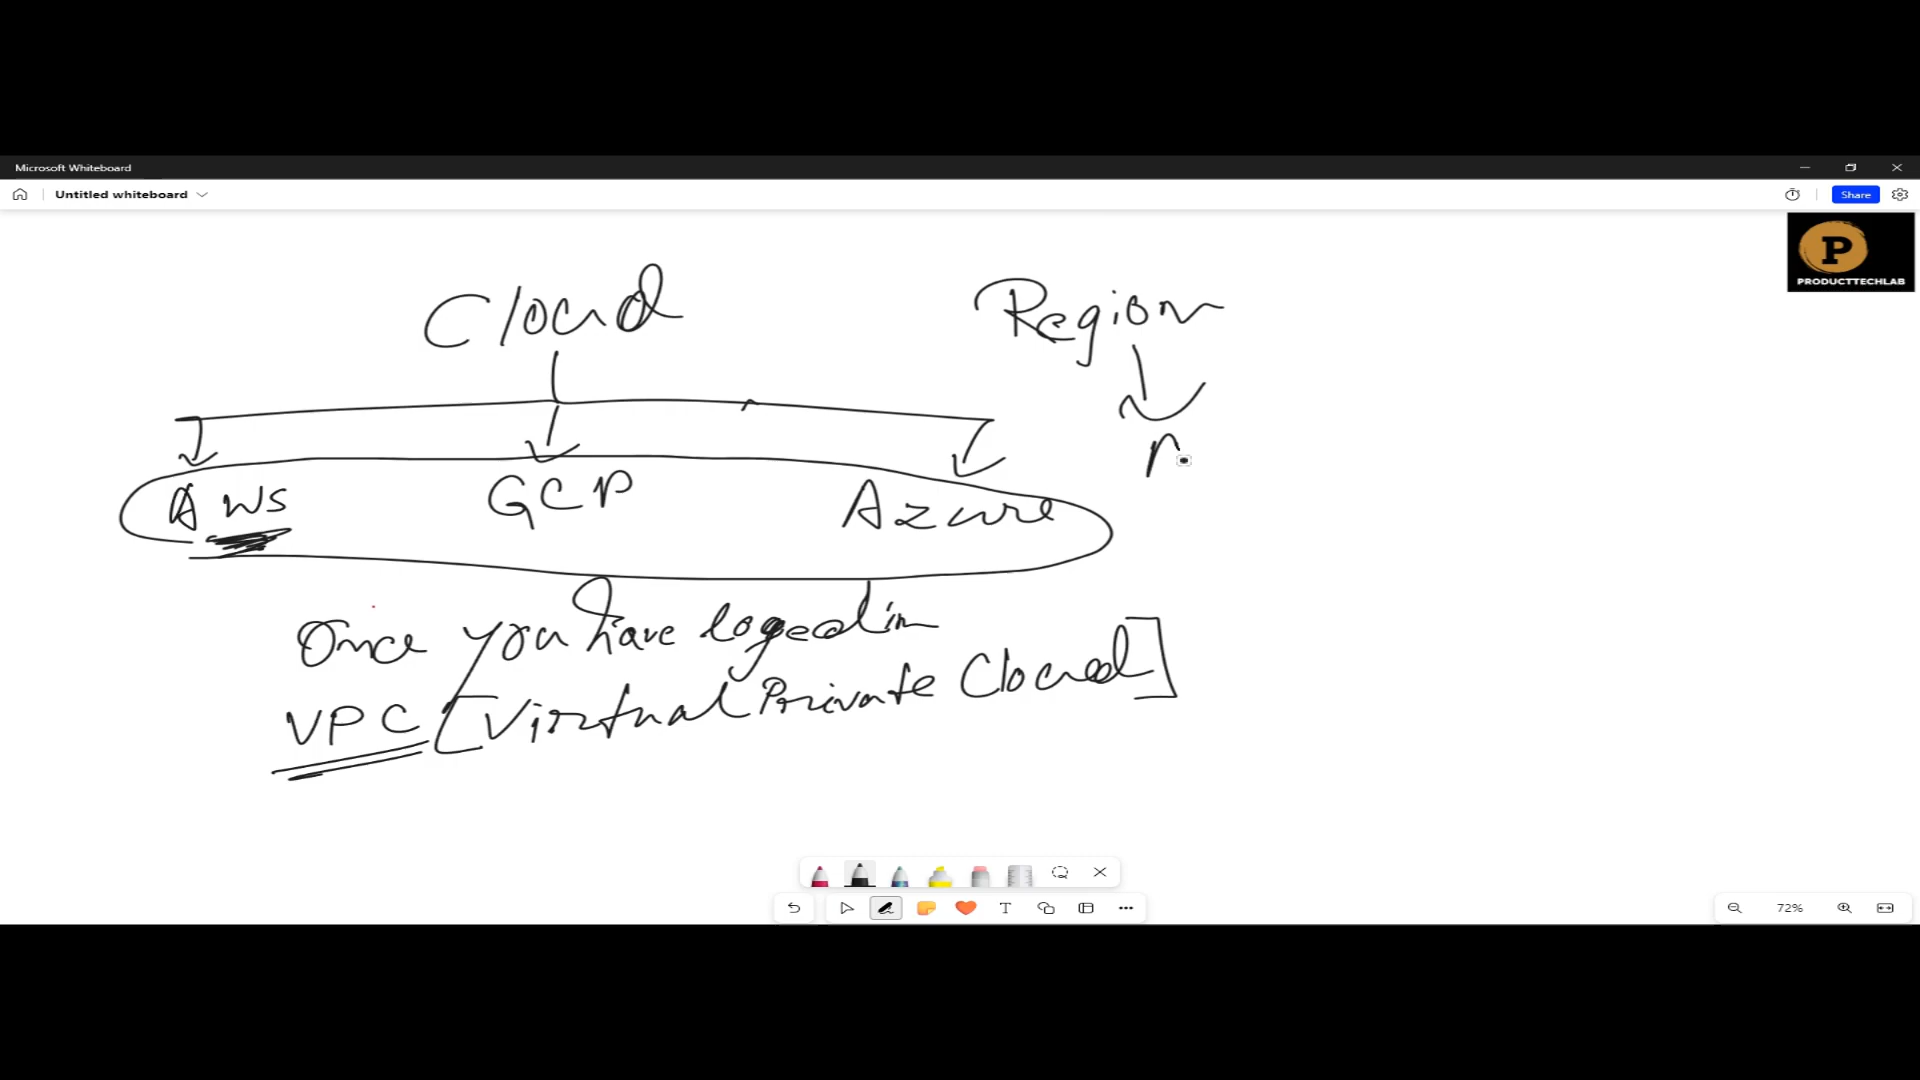 Microsoft Whiteboard
Untitled whiteboard
Share
P
PRODUCTTECHLAB
Cloud
Region
AWS
GCP
Azure
Once you have loged in
VPC [Virtual Private Cloud]
72%